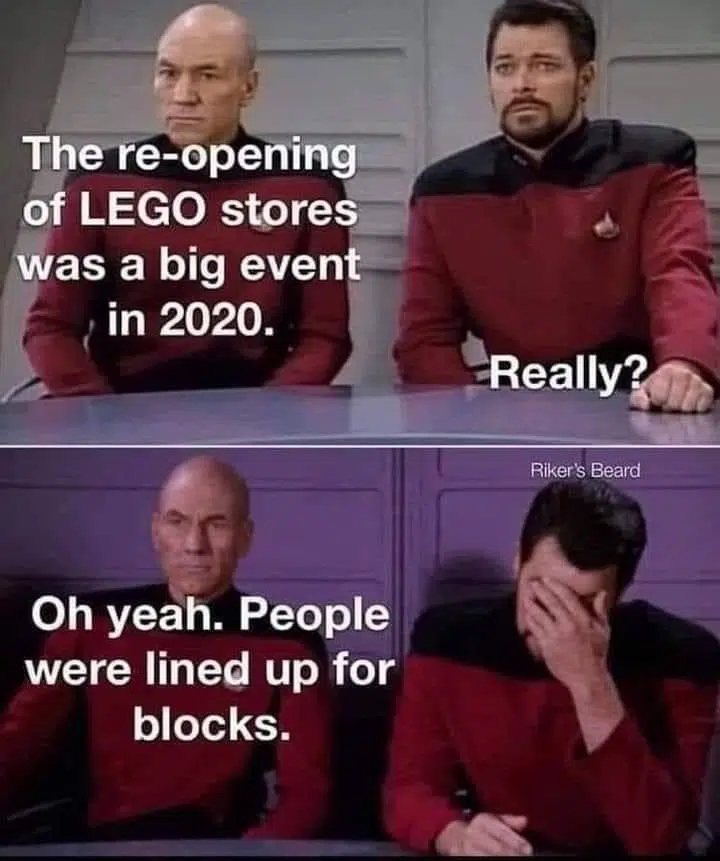 The re-opening
of LEGO stores
was a big event
in 2020.
Really?
Riker's Beard
Oh yeah. People
were lined up for
blocks.